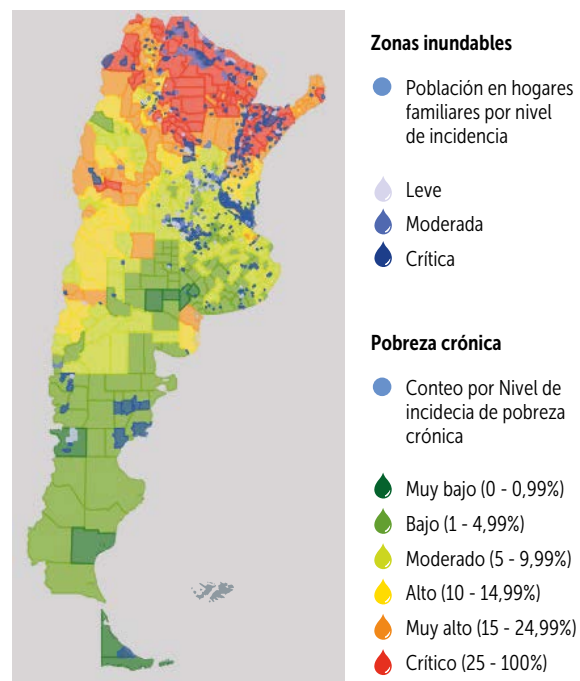 Zonas inundables
Población en hogares
familiares por nivel
de incidencia
Leve
Moderada
Crítica
Pobreza crónica
Conteo por Nivel de
incidecia de pobreza
crónica
Muy bajo (0 - 0,99%)
Bajo (1 - 4,99%)
Moderado (5 - 9,99%)
Alto (10 - 14,99%)
Muy alto (15 - 24,99%)
Crítico (25 - 100%)